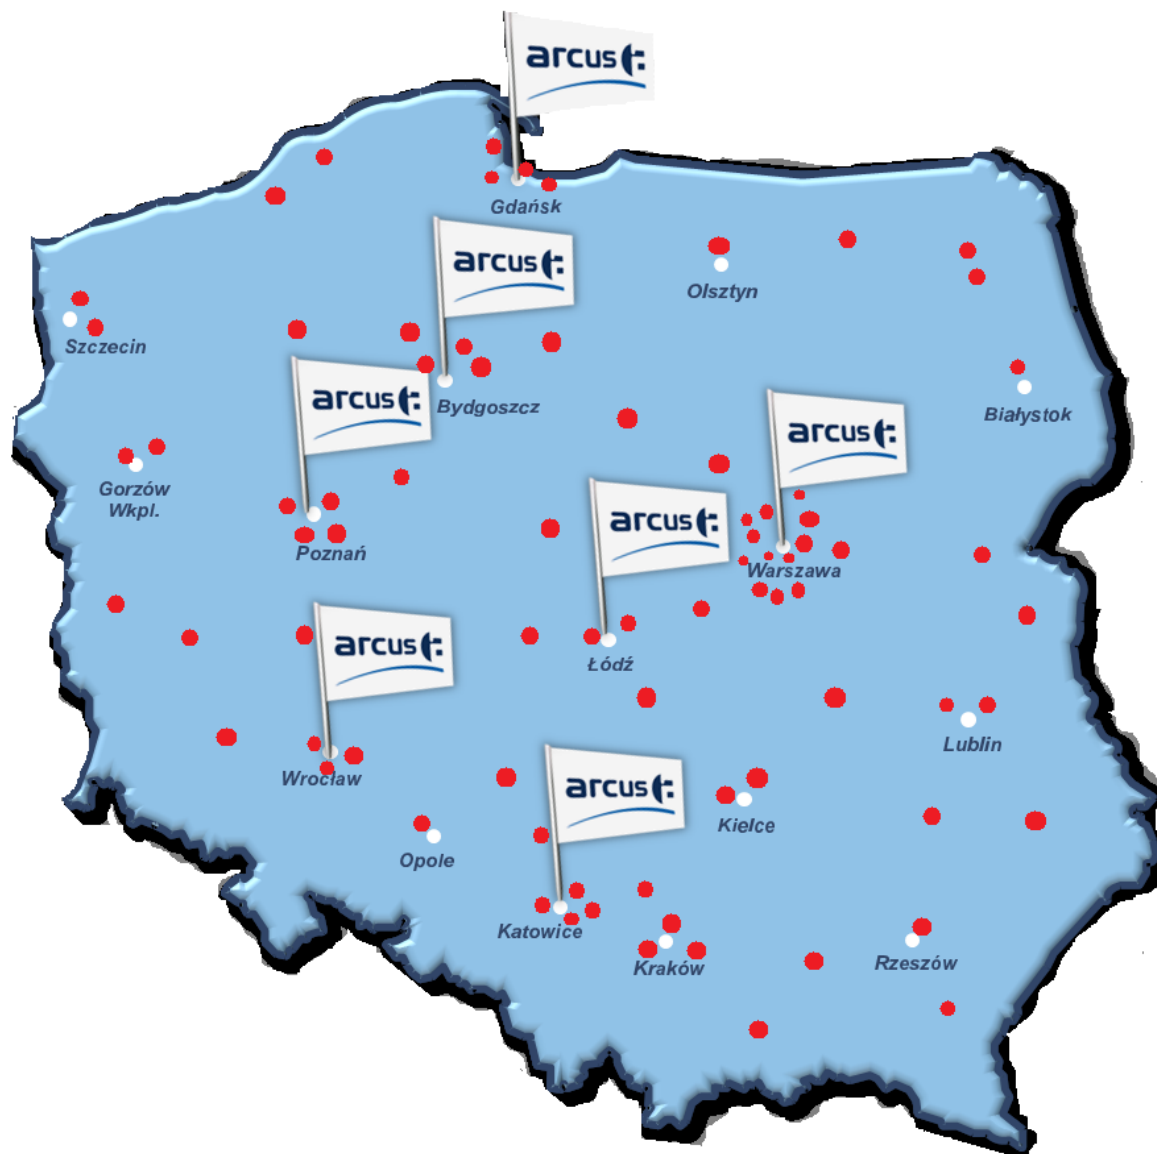 arcus
Gdańsk
arcus
Olsztyn
Szczecin
arcus
Bydgoszcz
arcus
Białystok
Gorzów
Wkpl.
arcus
Poznań
Warszawa
arcus
Łódź
Lublin
Wrocław
arcus
Kielce
Opole
Katowice
Kraków
Rzeszów